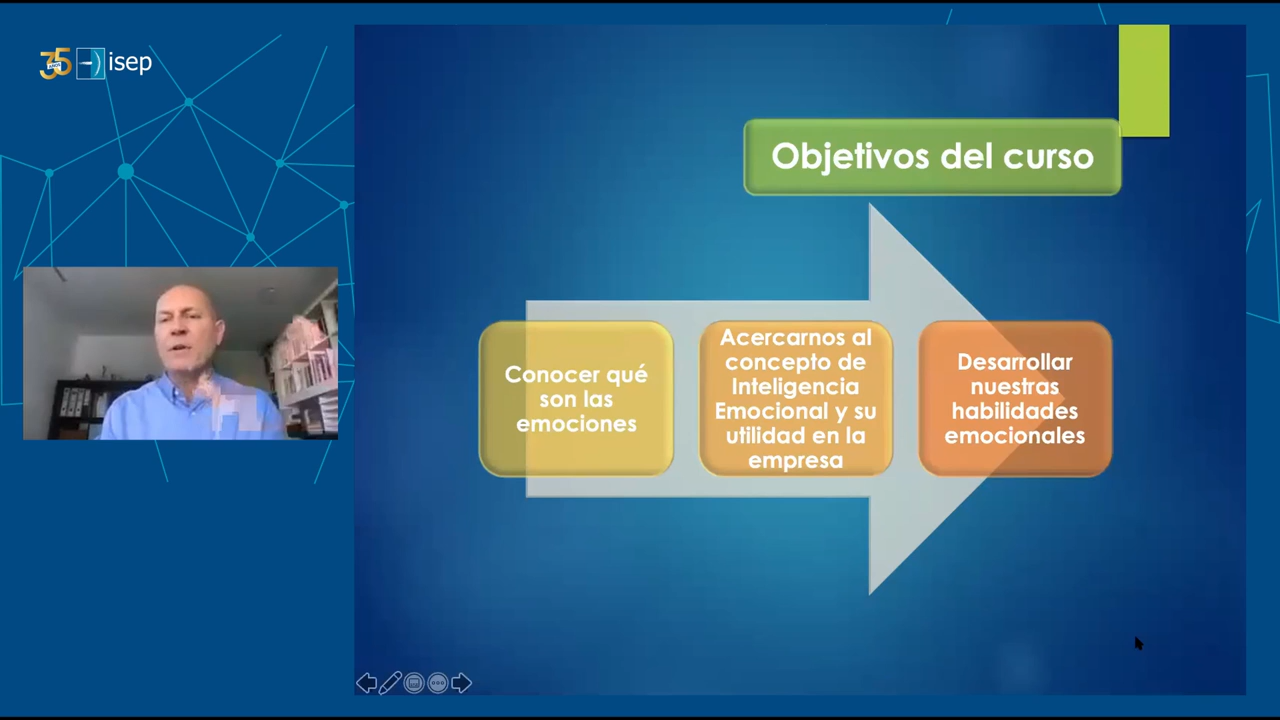 35
isep
Objetivos del curso
Conocer qué
son las
emociones
Acercarnos al
concepto de
Inteligencia
Emocional y su
utilidad en la
empresa
Desarrollar
nuestras
habilidades
emocionales